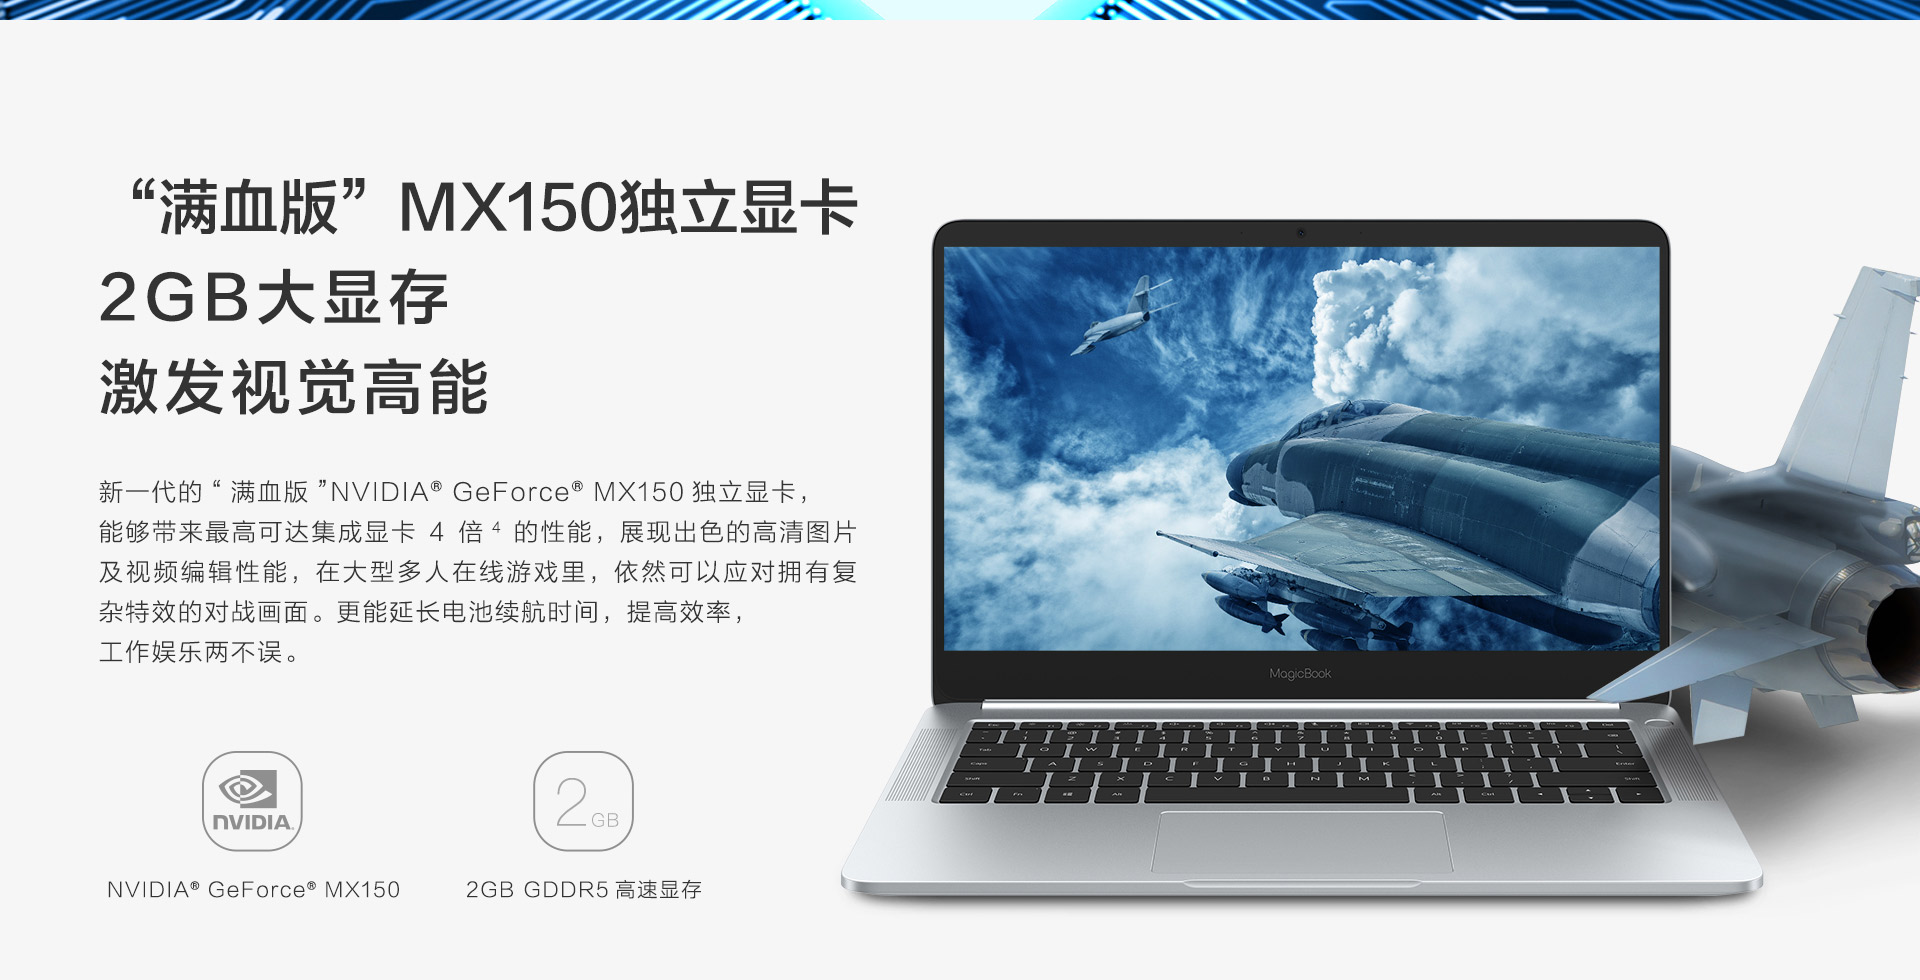 “满血版”MX150独立显卡
2GB大显存
激发视觉高能
新一代的“满血版”NVIDIA® GeForce® MX150 独立显卡，
能够带来最高可达集成显卡 4 倍 4 的性能，展现出色的高清图片
及视频编辑性能，在大型多人在线游戏里，依然可以应对拥有复
杂特效的对战画面。更能延长电池续航时间，提高效率，
工作娱乐两不误。
NVIDIA.
2GB
NVIDIA® GeForce® MX150
2GB GDDR5 高速显存
MagicBook